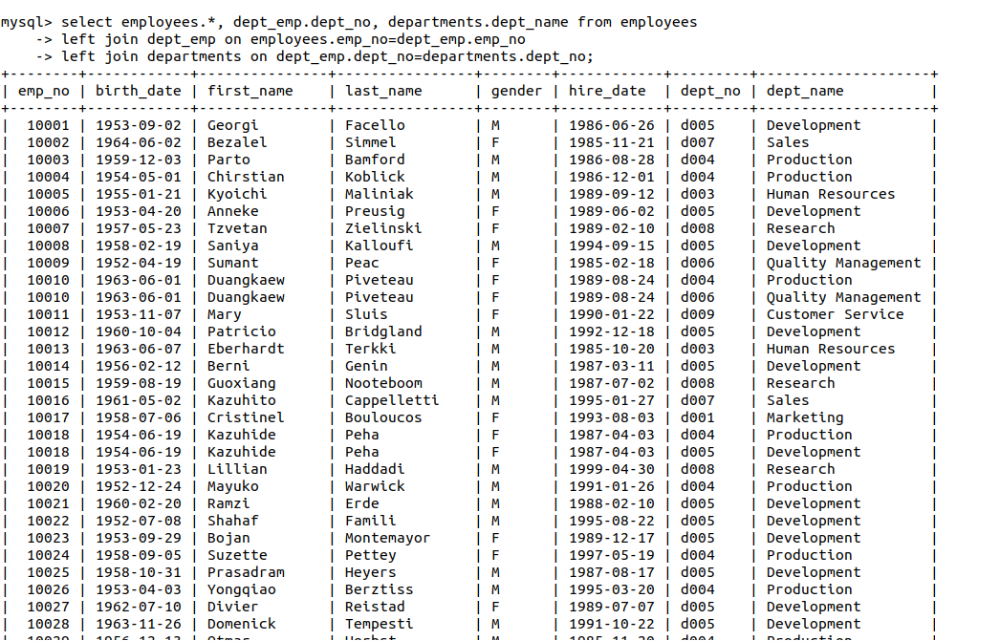 mysql> select employees.*, dept_emp.dept_no, departments.dept_name from employees
    -> left join dept_emp on employees.emp_no=dept_emp.emp_no
    -> left join departments on dept_emp.dept_no=departments.dept_no;
+--------+------------+---------------+----------------+--------+------------+---------+--------------------+
| emp_no | birth_date | first_name    | last_name      | gender | hire_date  | dept_no | dept_name          |
+--------+------------+---------------+----------------+--------+------------+---------+--------------------+
|  10001 | 1953-09-02 | Georgi        | Facello        | M      | 1986-06-26 | d005    | Development        |
|  10002 | 1964-06-02 | Bezalel       | Simmel         | F      | 1985-11-21 | d007    | Sales              |
|  10003 | 1959-12-03 | Parto         | Bamford        | M      | 1986-08-28 | d004    | Production         |
|  10004 | 1954-05-01 | Chirstian     | Koblick        | M      | 1986-12-01 | d004    | Production         |
|  10005 | 1955-01-21 | Kyoichi       | Maliniak       | M      | 1989-09-12 | d003    | Human Resources    |
|  10006 | 1953-04-20 | Anneke        | Preusig        | F      | 1989-06-02 | d005    | Development        |
|  10007 | 1957-05-23 | Tzvetan       | Zielinski      | F      | 1989-02-10 | d008    | Research           |
|  10008 | 1958-02-19 | Saniya        | Kalloufi       | M      | 1994-09-15 | d005    | Development        |
|  10009 | 1952-04-19 | Sumant        | Peac           | F      | 1985-02-18 | d006    | Quality Management |
|  10010 | 1963-06-01 | Duangkaew     | Piveteau       | F      | 1989-08-24 | d004    | Production         |
|  10010 | 1963-06-01 | Duangkaew     | Piveteau       | F      | 1989-08-24 | d006    | Quality Management |
|  10011 | 1953-11-07 | Mary          | Sluis          | F      | 1990-01-22 | d009    | Customer Service   |
|  10012 | 1960-10-04 | Patricio      | Bridgland      | M      | 1992-12-18 | d005    | Development        |
|  10013 | 1963-06-07 | Eberhardt     | Terkki         | M      | 1985-10-20 | d003    | Human Resources    |
|  10014 | 1956-02-12 | Berni         | Genin          | M      | 1987-03-11 | d005    | Development        |
|  10015 | 1959-08-19 | Guoxiang      | Nooteboom      | M      | 1987-07-02 | d008    | Research           |
|  10016 | 1961-05-02 | Kazuhito      | Cappelletti    | M      | 1995-01-27 | d007    | Sales              |
|  10017 | 1958-07-06 | Cristinel     | Bouloucos      | F      | 1993-08-03 | d001    | Marketing          |
|  10018 | 1954-06-19 | Kazuhide      | Peha           | F      | 1987-04-03 | d004    | Production         |
|  10018 | 1954-06-19 | Kazuhide      | Peha           | F      | 1987-04-03 | d005    | Development        |
|  10019 | 1953-01-23 | Lillian       | Haddadi        | M      | 1999-04-30 | d008    | Research           |
|  10020 | 1952-12-24 | Mayuko        | Warwick        | M      | 1991-01-26 | d004    | Production         |
|  10021 | 1960-02-20 | Ramzi         | Erde           | M      | 1988-02-10 | d005    | Development        |
|  10022 | 1952-07-08 | Shahaf        | Famili         | M      | 1995-08-22 | d005    | Development        |
|  10023 | 1953-09-29 | Bojan         | Montemayor     | F      | 1989-12-17 | d005    | Development        |
|  10024 | 1958-09-05 | Suzette       | Pettey         | F      | 1997-05-19 | d004    | Production         |
|  10025 | 1958-10-31 | Prasadram     | Heyers         | M      | 1987-08-17 | d005    | Development        |
|  10026 | 1953-04-03 | Yongqiao      | Berztiss       | M      | 1995-03-20 | d004    | Production         |
|  10027 | 1962-07-10 | Divier        | Reistad        | F      | 1989-07-07 | d005    | Development        |
|  10028 | 1963-11-26 | Domenick      | Tempesti       | M      | 1991-10-22 | d005    | Development        |